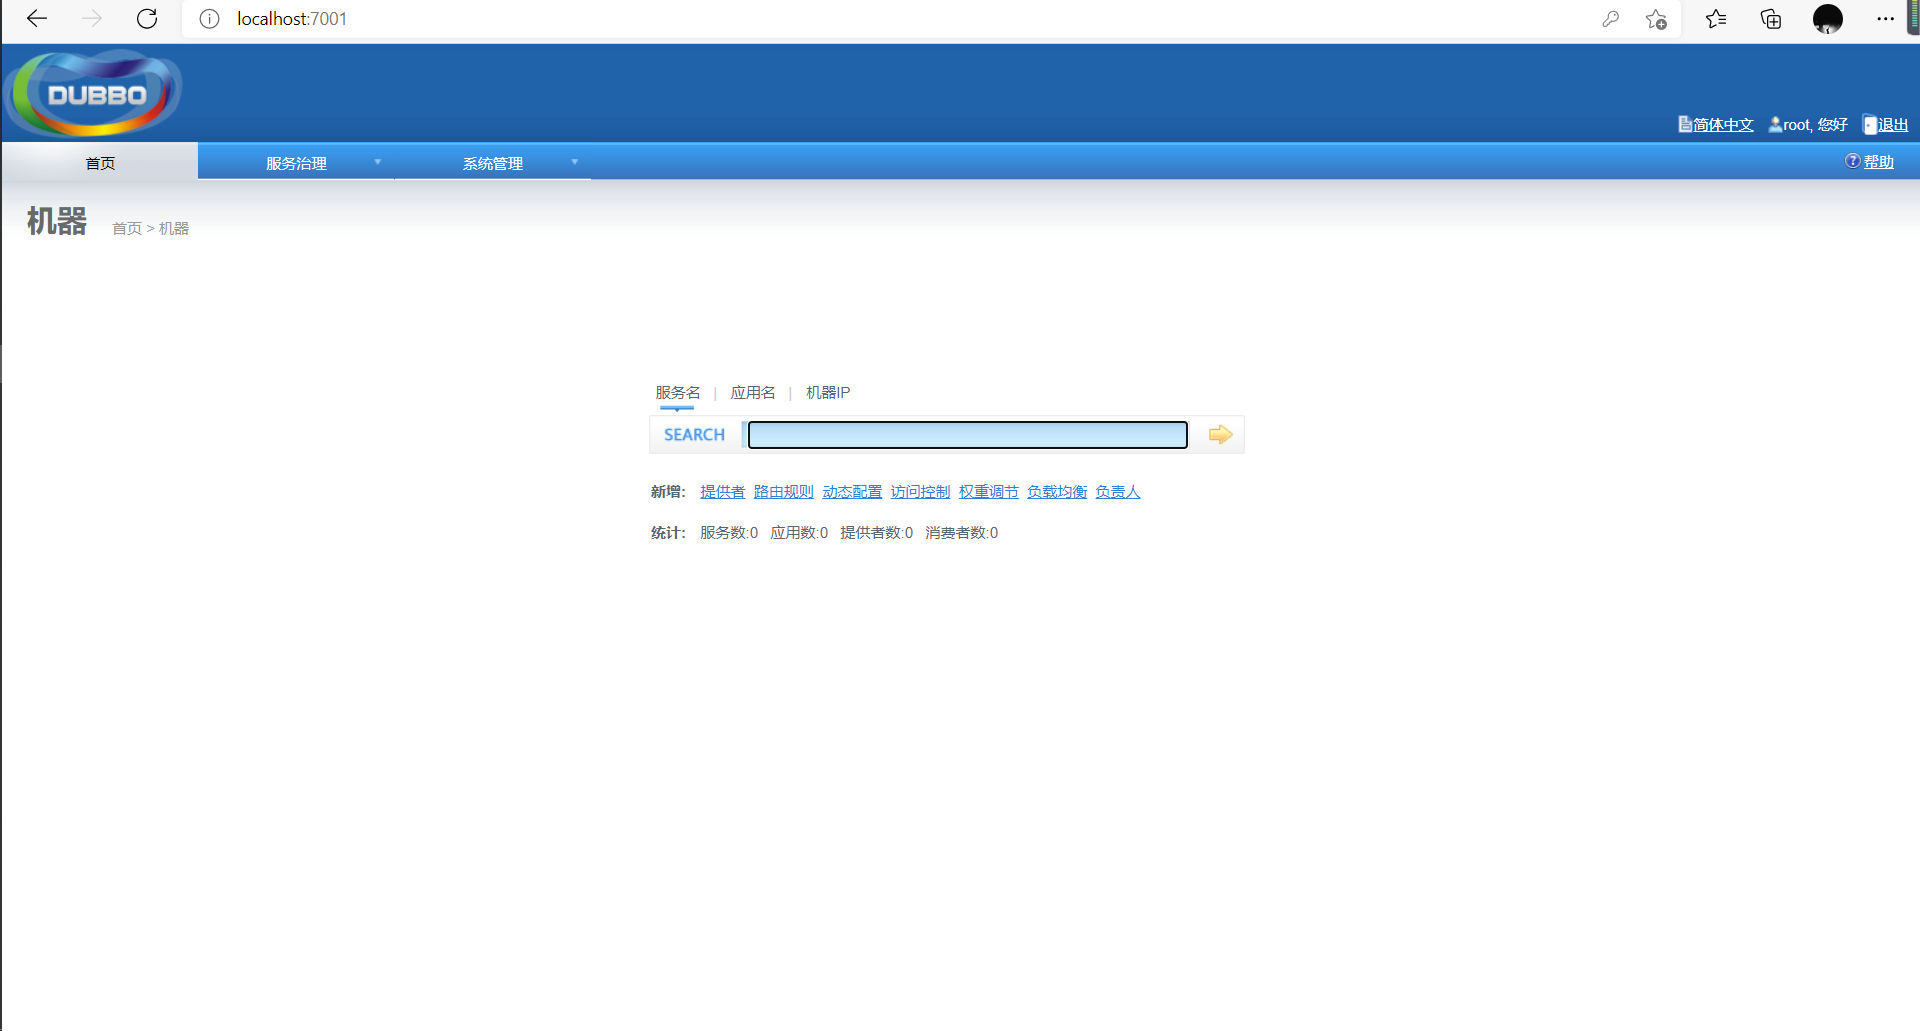 localhost:7001
DUBBO
简体中文 root, 您好 退出
首页 服务治理 系统管理 帮助
机器 首页 > 机器
服务名 | 应用名 | 机器IP
SEARCH
新增: 提供者 路由规则 动态配置 访问控制 权重调节 负载均衡 负责人
统计: 服务数:0 应用数:0 提供者数:0 消费者数:0